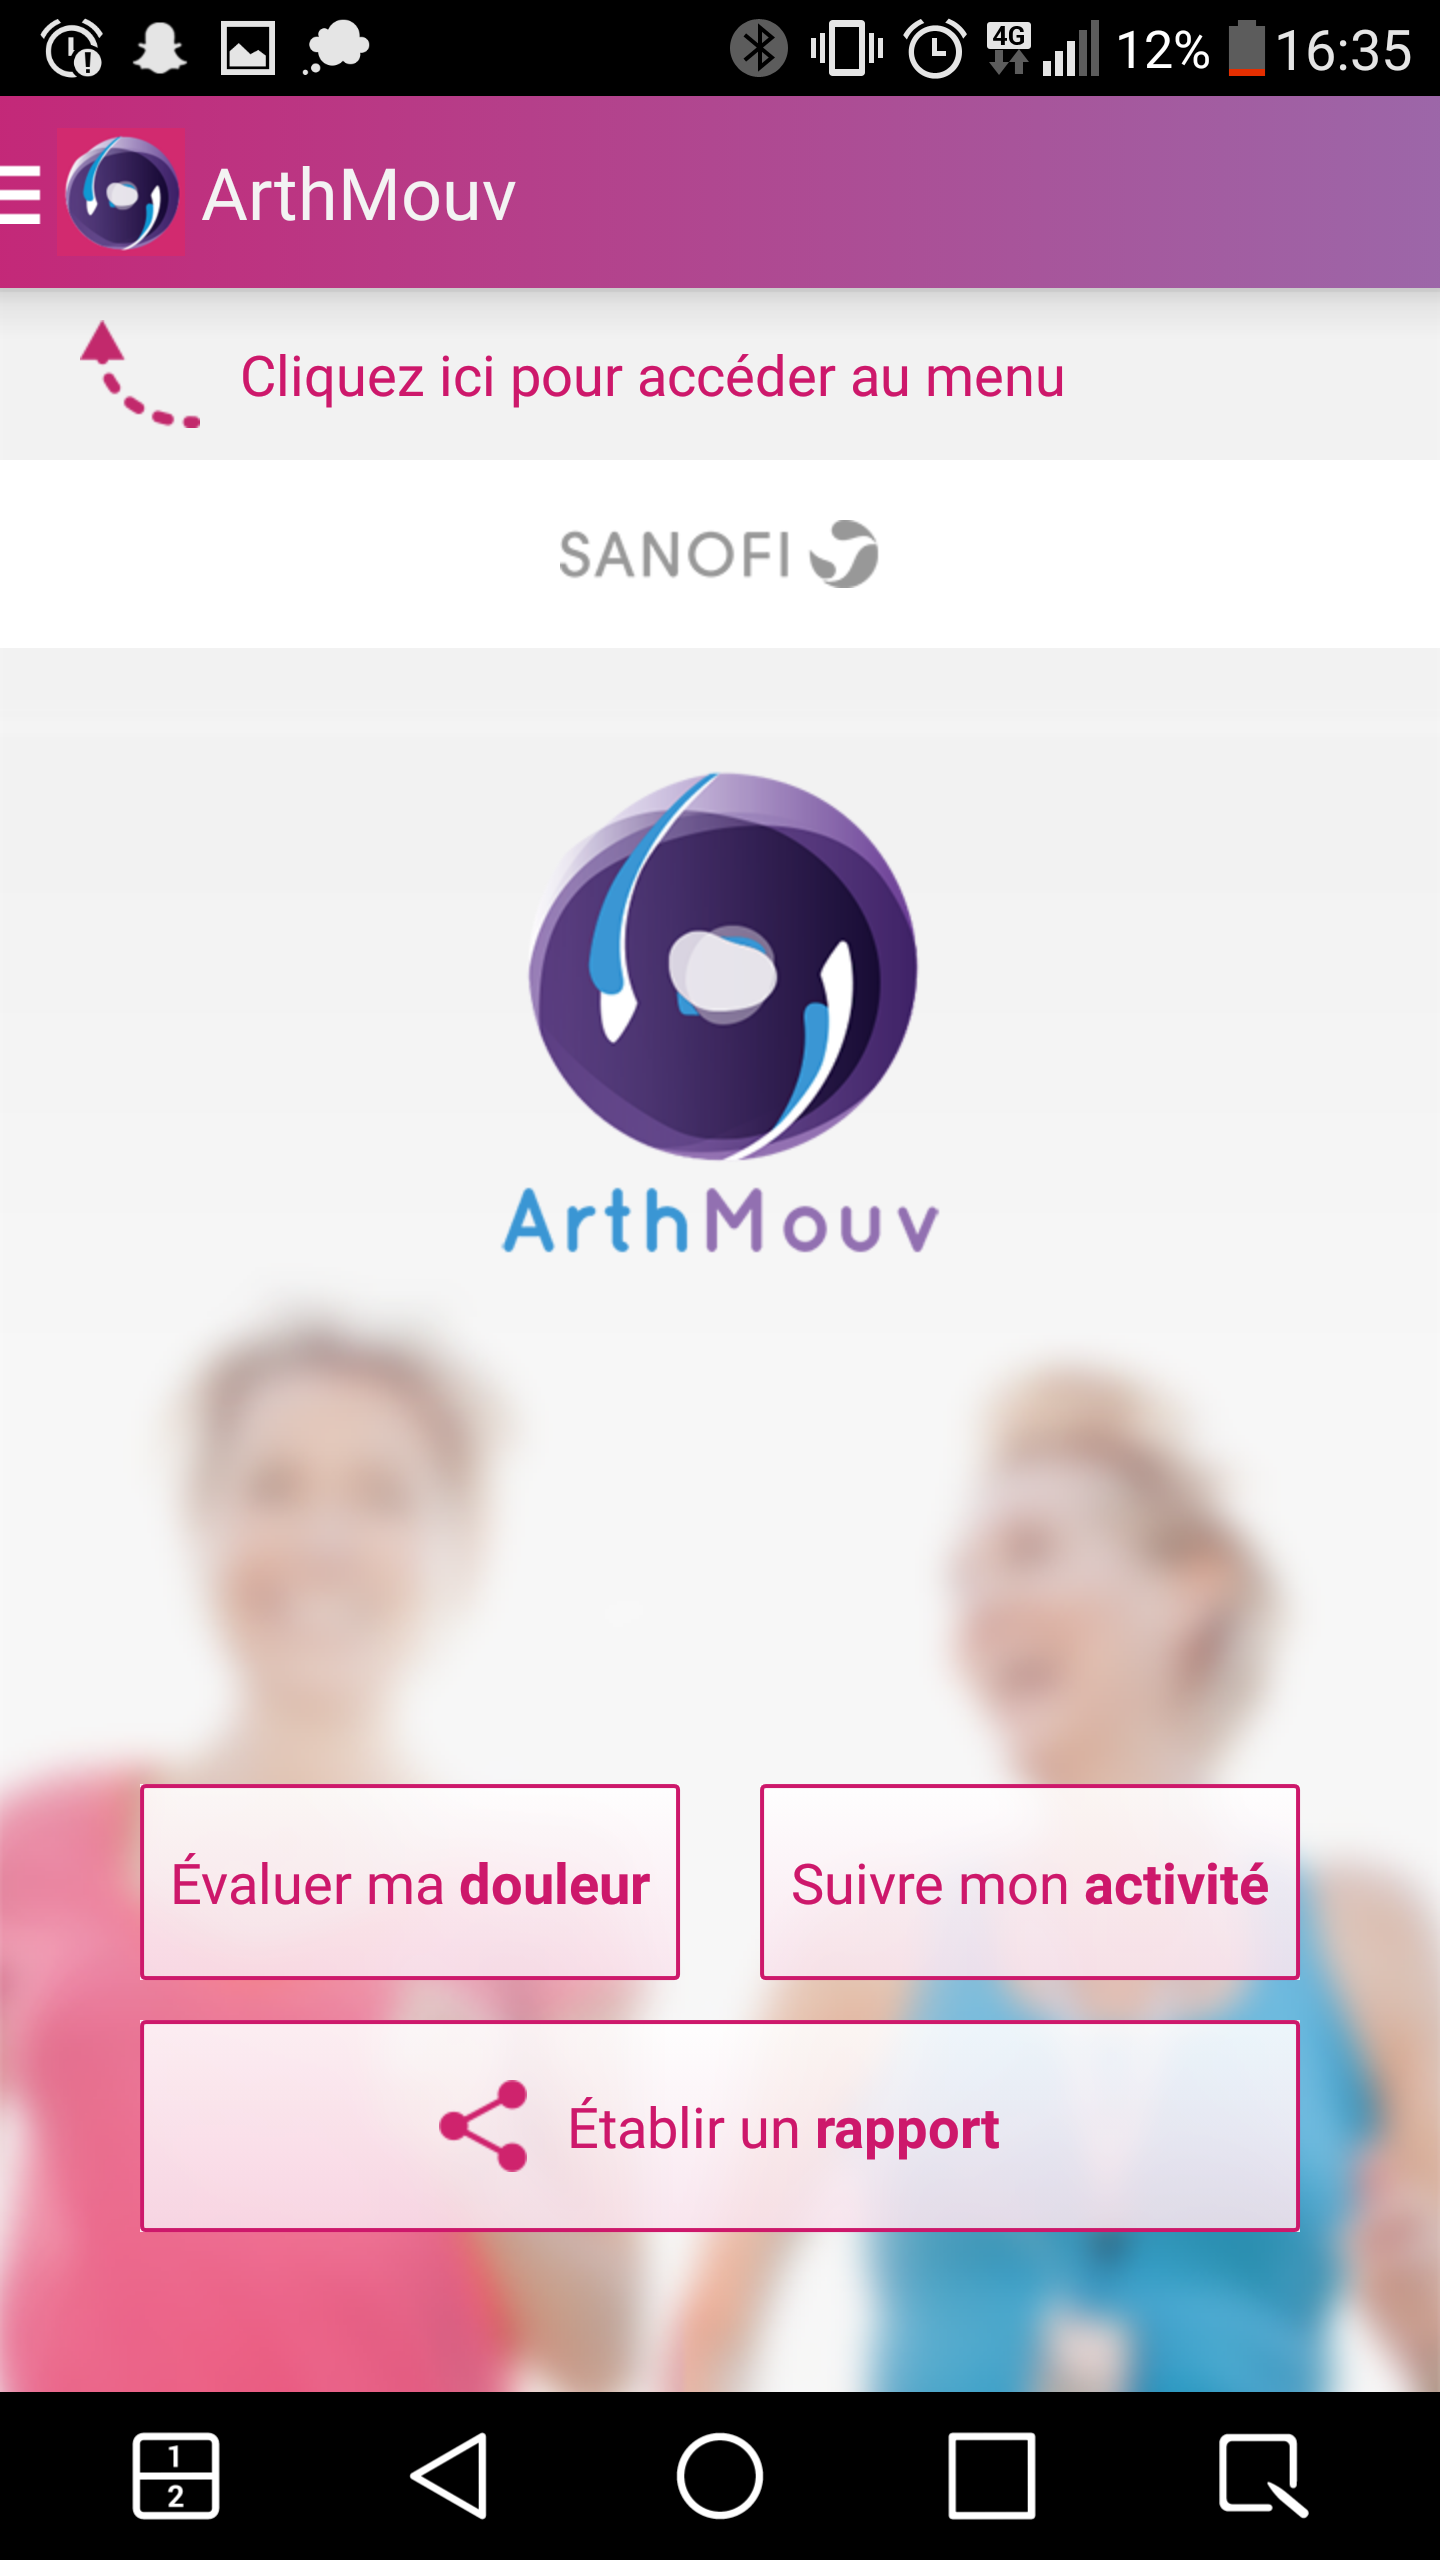 4G 12% 16:35
ArthMouv
Cliquez ici pour accéder au menu
SANOFI
ArthMouv
Évaluer ma douleur
Suivre mon activité
Établir un rapport
1
2